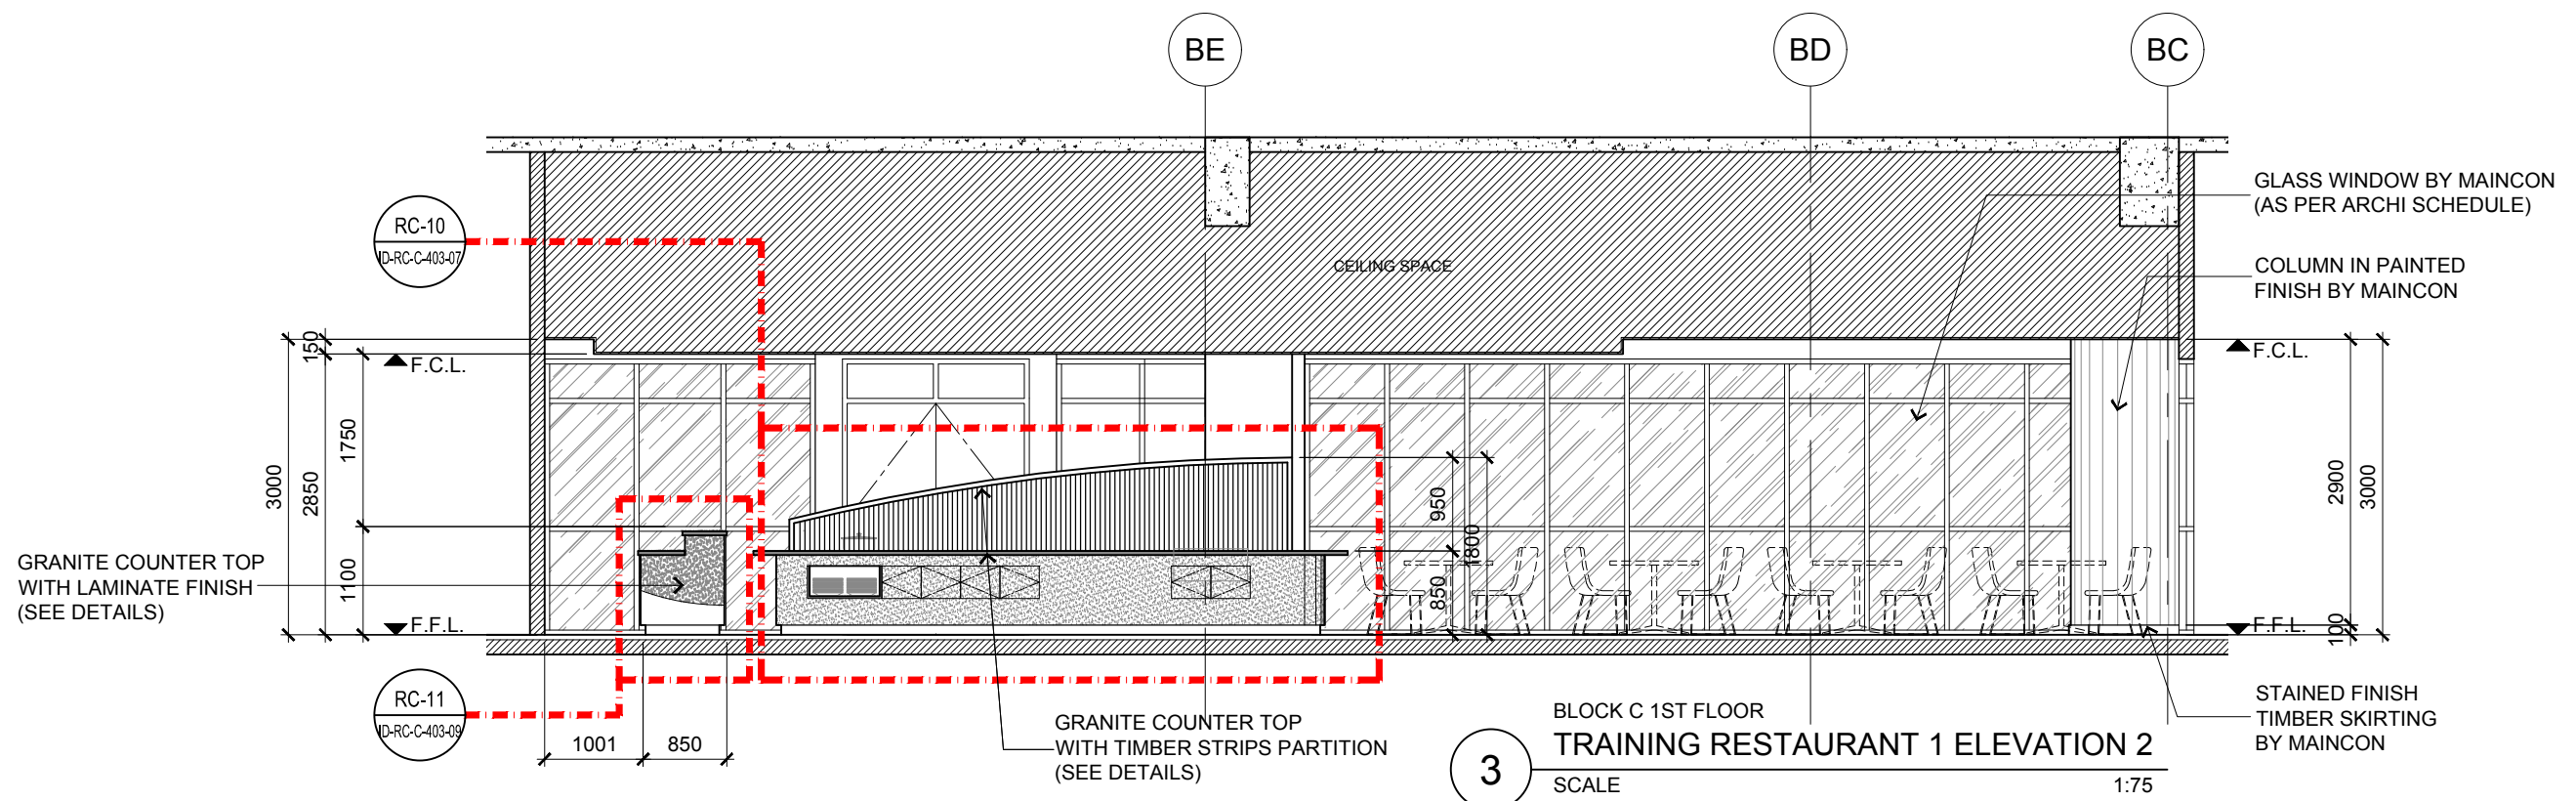 BE
BD
BC
GLASS WINDOW BY MAINCON
(AS PER ARCHI SCHEDULE)
RC-10
ID-RC-C-403-07
CEILING SPACE
COLUMN IN PAINTED
FINISH BY MAINCON
150
F.C.L.
F.C.L.
1750
3000
2850
1100
950
1800
850
2900
3000
100
GRANITE COUNTER TOP
WITH LAMINATE FINISH
(SEE DETAILS)
F.F.L.
F.F.L.
RC-11
ID-RC-C-403-09
1001
850
GRANITE COUNTER TOP
WITH TIMBER STRIPS PARTITION
(SEE DETAILS)
STAINED FINISH
TIMBER SKIRTING
BY MAINCON
3
BLOCK C 1ST FLOOR
TRAINING RESTAURANT 1 ELEVATION 2
SCALE 1:75